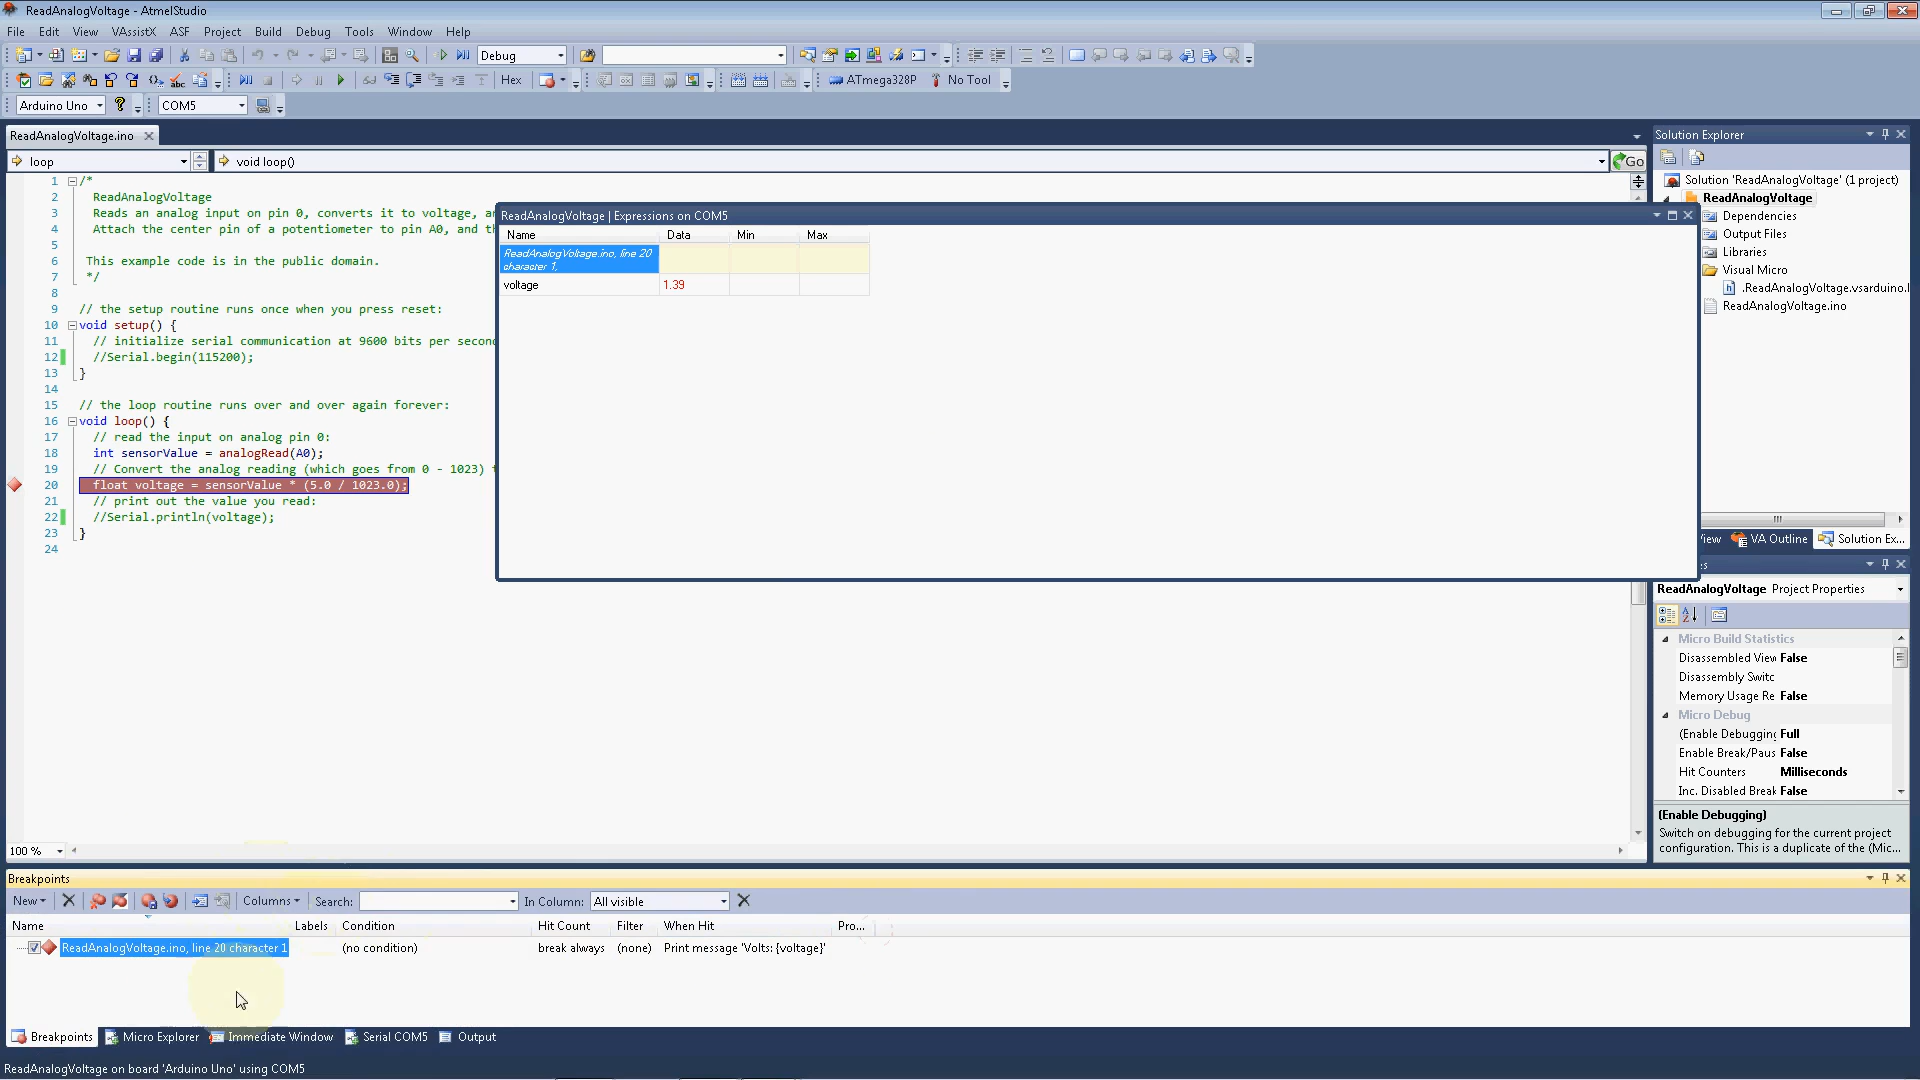 ReadAnalogVoltage - AtmelStudio
File Edit View VAssistX ASF Project Build Debug Tools Window Help
Debug
Hex ATmega328P No Tool
Arduino Uno COM5
ReadAnalogVoltage.ino
loop void loop() Go
1 /*
2 ReadAnalogVoltage
3 Reads an analog input on pin 0, converts it to voltage, a
4 Attach the center pin of a potentiometer to pin A0, and t
5
6 This example code is in the public domain.
7 */
8
9 // the setup routine runs once when you press reset:
10 void setup() {
11 // initialize serial communication at 9600 bits per secon
12 //Serial.begin(115200);
13 }
14
15 // the loop routine runs over and over again forever:
16 void loop() {
17 // read the input on analog pin 0:
18 int sensorValue = analogRead(A0);
19 // Convert the analog reading (which goes from 0 - 1023)
20 float voltage = sensorValue * (5.0 / 1023.0);
21 // print out the value you read:
22 //Serial.println(voltage);
23 }
24
100 %
ReadAnalogVoltage | Expressions on COM5
Name Data Min Max
ReadAnalogVoltage.ino, line 20
character 1,
voltage 1.39
Solution Explorer
Solution 'ReadAnalogVoltage' (1 project)
ReadAnalogVoltage
Dependencies
Output Files
Libraries
Visual Micro
.ReadAnalogVoltage.vsarduino.
ReadAnalogVoltage.ino
View VA Outline Solution Ex...
ReadAnalogVoltage Project Properties
Micro Build Statistics
Disassembled View False
Disassembly Switc
Memory Usage Re False
Micro Debug
(Enable Debugging Full
Enable Break/Paus False
Hit Counters Milliseconds
Inc. Disabled Break False
(Enable Debugging)
Switch on debugging for the current project
configuration. This is a duplicate of the (Mic...
Breakpoints
New Columns Search: In Column: All visible
Name Labels Condition Hit Count Filter When Hit Pro...
ReadAnalogVoltage.ino, line 20 character 1 (no condition) break always (none) Print message 'Volts: {voltage}'
Breakpoints Micro Explorer Immediate Window Serial COM5 Output
ReadAnalogVoltage on board 'Arduino Uno' using COM5